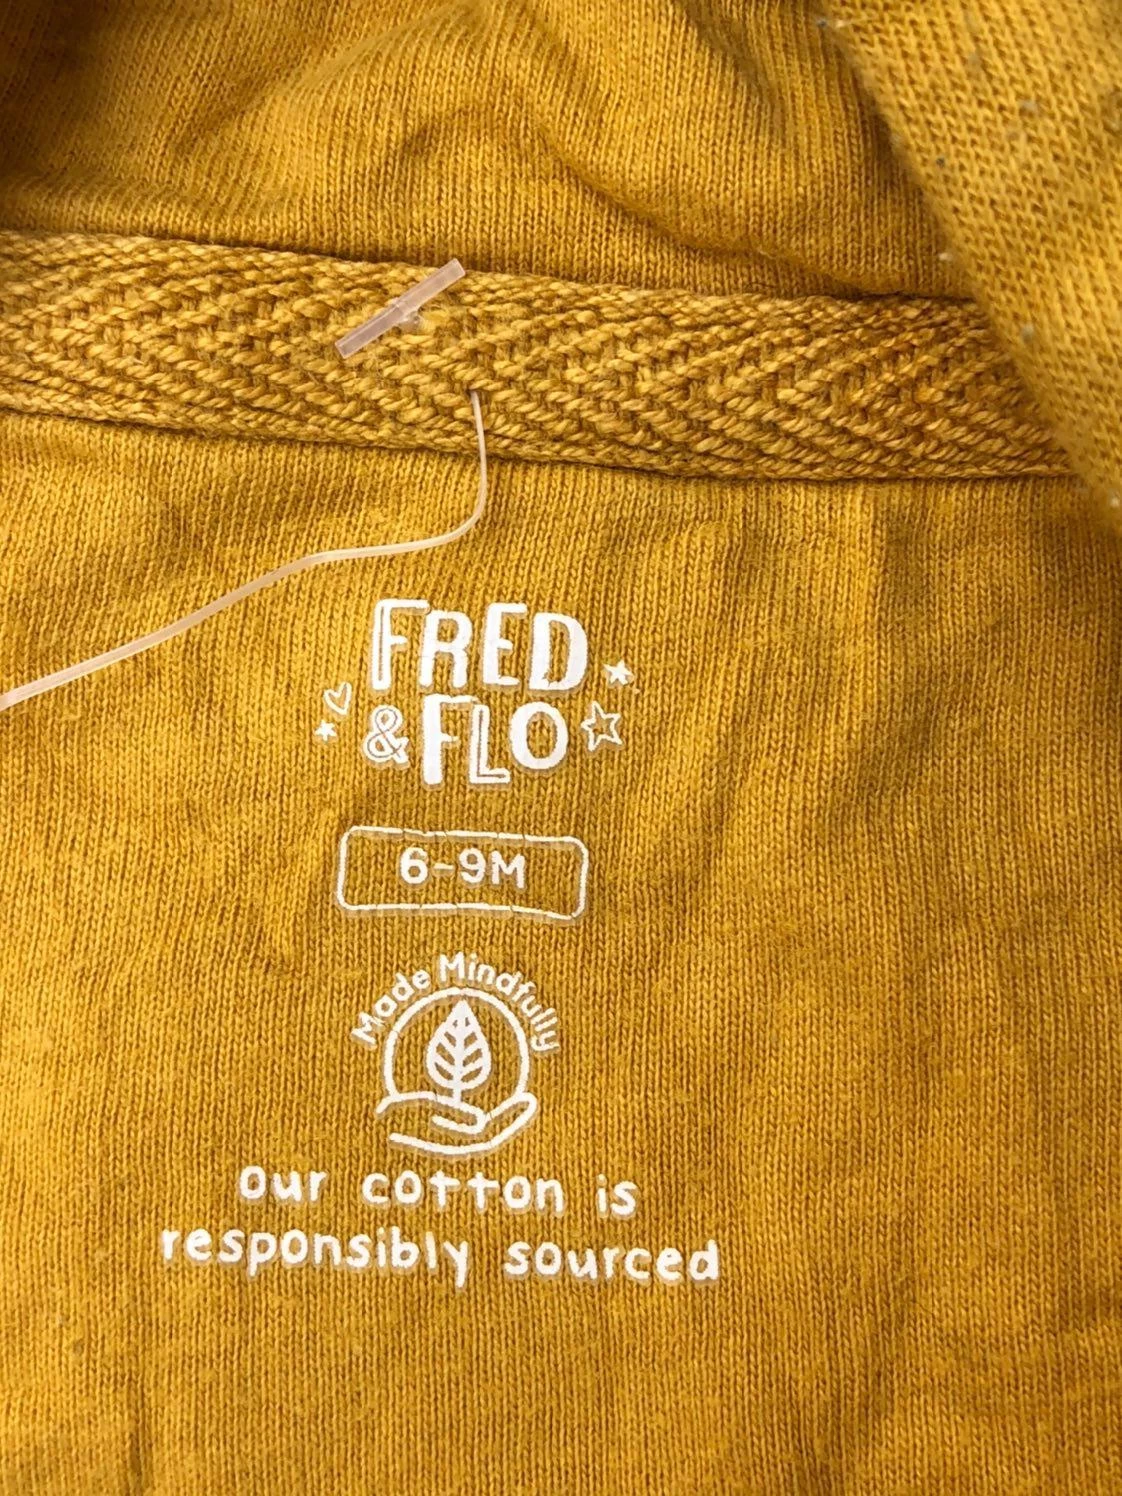 FRED
& FLO
6-9M
Made Mindfully
our cotton is
responsibly sourced